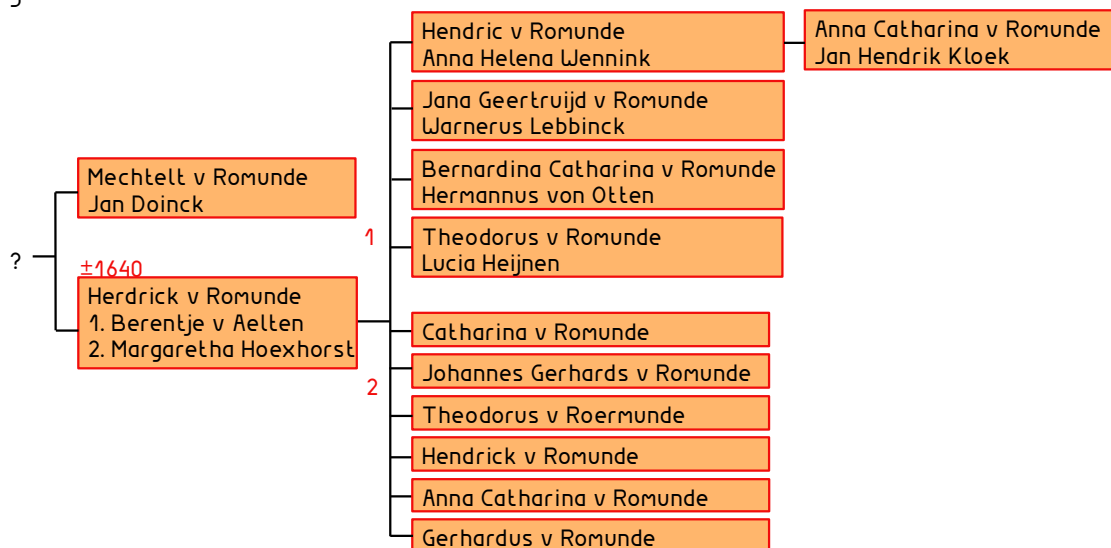 Hendric v Romunde
Anna Helena Wennink
Anna Catharina v Romunde
Jan Hendrik Kloek
Jana Geertruijd v Romunde
Warnerus Lebbinck
Bernardina Catharina v Romunde
Hermannus von Otten
Mechtelt v Romunde
Jan Doinck
1
Theodorus v Romunde
Lucia Heijnen
?
±1640
Herdrick v Romunde
1. Berentje v Aelten
2. Margaretha Hoexhorst
Catharina v Romunde
2
Johannes Gerhards v Romunde
Theodorus v Roermunde
Hendrick v Romunde
Anna Catharina v Romunde
Gerhardus v Romunde